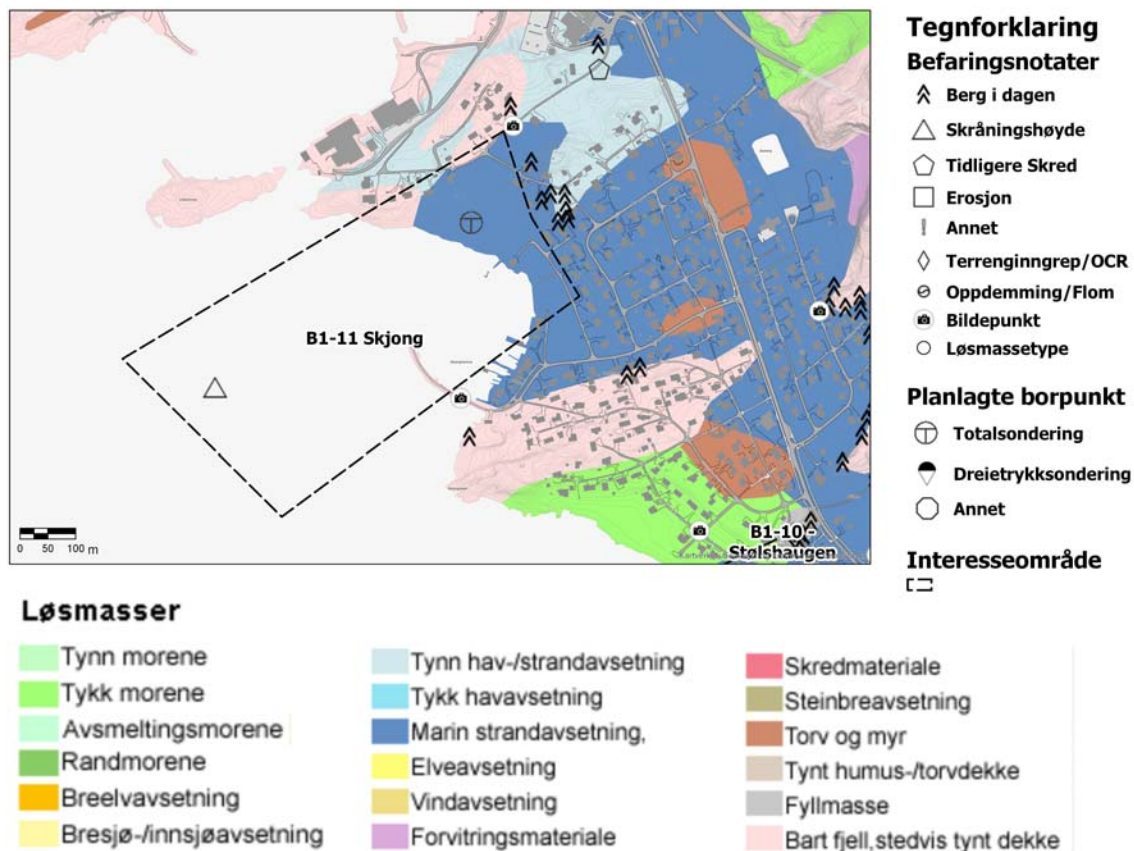 B1-11 Skjong
B1-10 -
Stølshaugen
0 50 100 m
Tegnforklaring
Befaringsnotater
Berg i dagen
Skråningshøyde
Tidligere Skred
Erosjon
Annet
Terrenginngrep/OCR
Oppdemming/Flom
Bildepunkt
Løsmassetype
Planlagte borpunkt
Totalsondering
Dreietrykksondering
Annet
Interesseområde
Løsmasser
Tynn morene
Tykk morene
Avsmeltingsmorene
Randmorene
Breelvavsetning
Bresjø-/innsjøavsetning
Tynn hav-/strandavsetning
Tykk havavsetning
Marin strandavsetning,
Elveavsetning
Vindavsetning
Forvitringsmateriale
Skredmateriale
Steinbreavsetning
Torv og myr
Tynt humus-/torvdekke
Fyllmasse
Bart fjell,stedvis tynt dekke